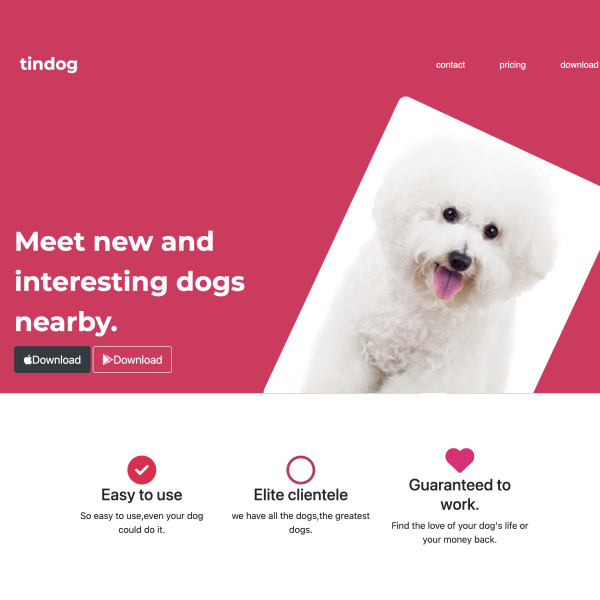 tindog
contact pricing download
Meet new and
interesting dogs
nearby.
Download Download
Easy to use
So easy to use,even your dog
could do it.
Elite clientele
we have all the dogs,the greatest
dogs.
Guaranteed to
work.
Find the love of your dog's life or
your money back.